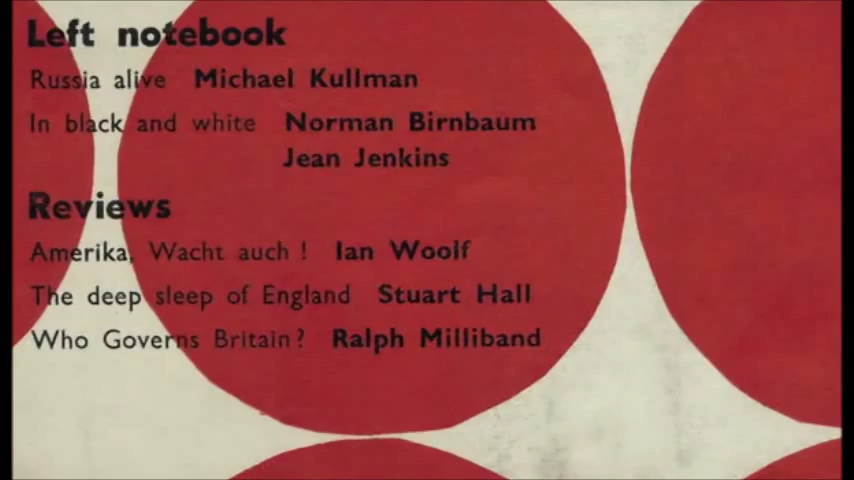 Left notebook
Russia alive Michael Kullman
In black and white Norman Birnbaum
Jean Jenkins
Reviews
Amerika, Wacht auch ! Ian Woolf
The deep sleep of England Stuart Hall
Who Governs Britain? Ralph Milliband